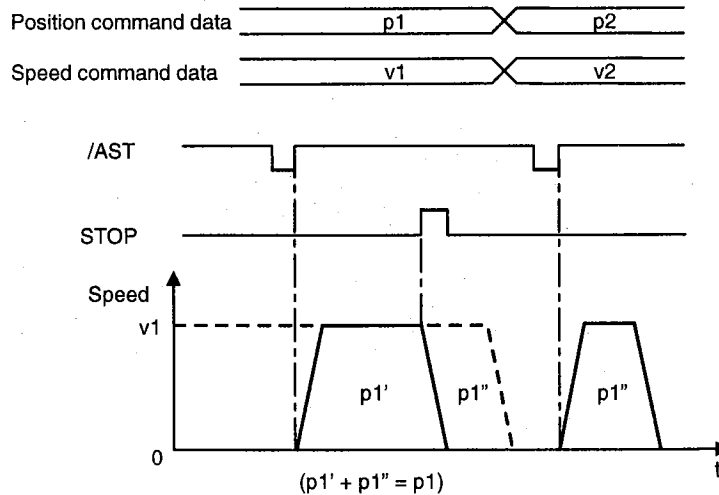 Position command data p1 p2
Speed command data v1 v2
/AST
STOP
Speed
v1
p1' p1" p1"
0
t
(p1' + p1" = p1)